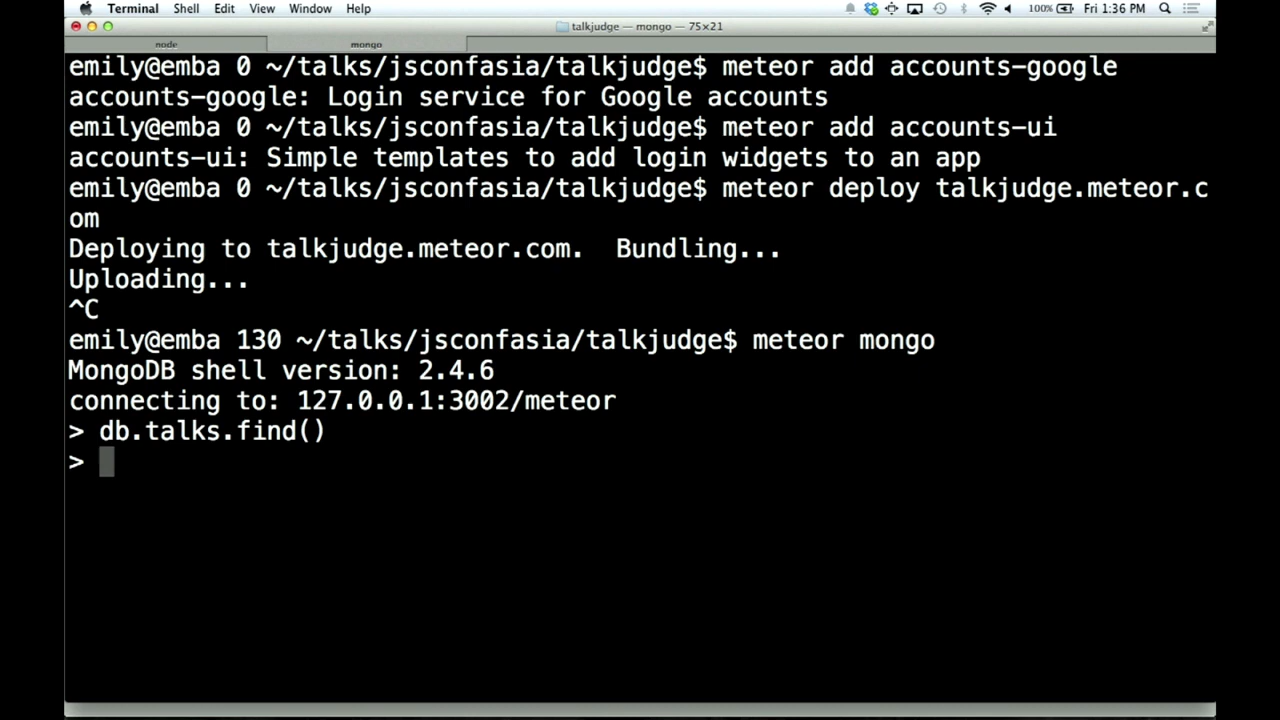 Terminal Shell Edit View Window Help 100% Fri 1:36 PM
talkjudge — mongo — 75×21
node mongo
emily@emba 0 ~/talks/jsconfasia/talkjudge$ meteor add accounts-google
accounts-google: Login service for Google accounts
emily@emba 0 ~/talks/jsconfasia/talkjudge$ meteor add accounts-ui
accounts-ui: Simple templates to add login widgets to an app
emily@emba 0 ~/talks/jsconfasia/talkjudge$ meteor deploy talkjudge.meteor.c
om
Deploying to talkjudge.meteor.com.  Bundling...
Uploading...
^C
emily@emba 130 ~/talks/jsconfasia/talkjudge$ meteor mongo
MongoDB shell version: 2.4.6
connecting to: 127.0.0.1:3002/meteor
> db.talks.find()
>